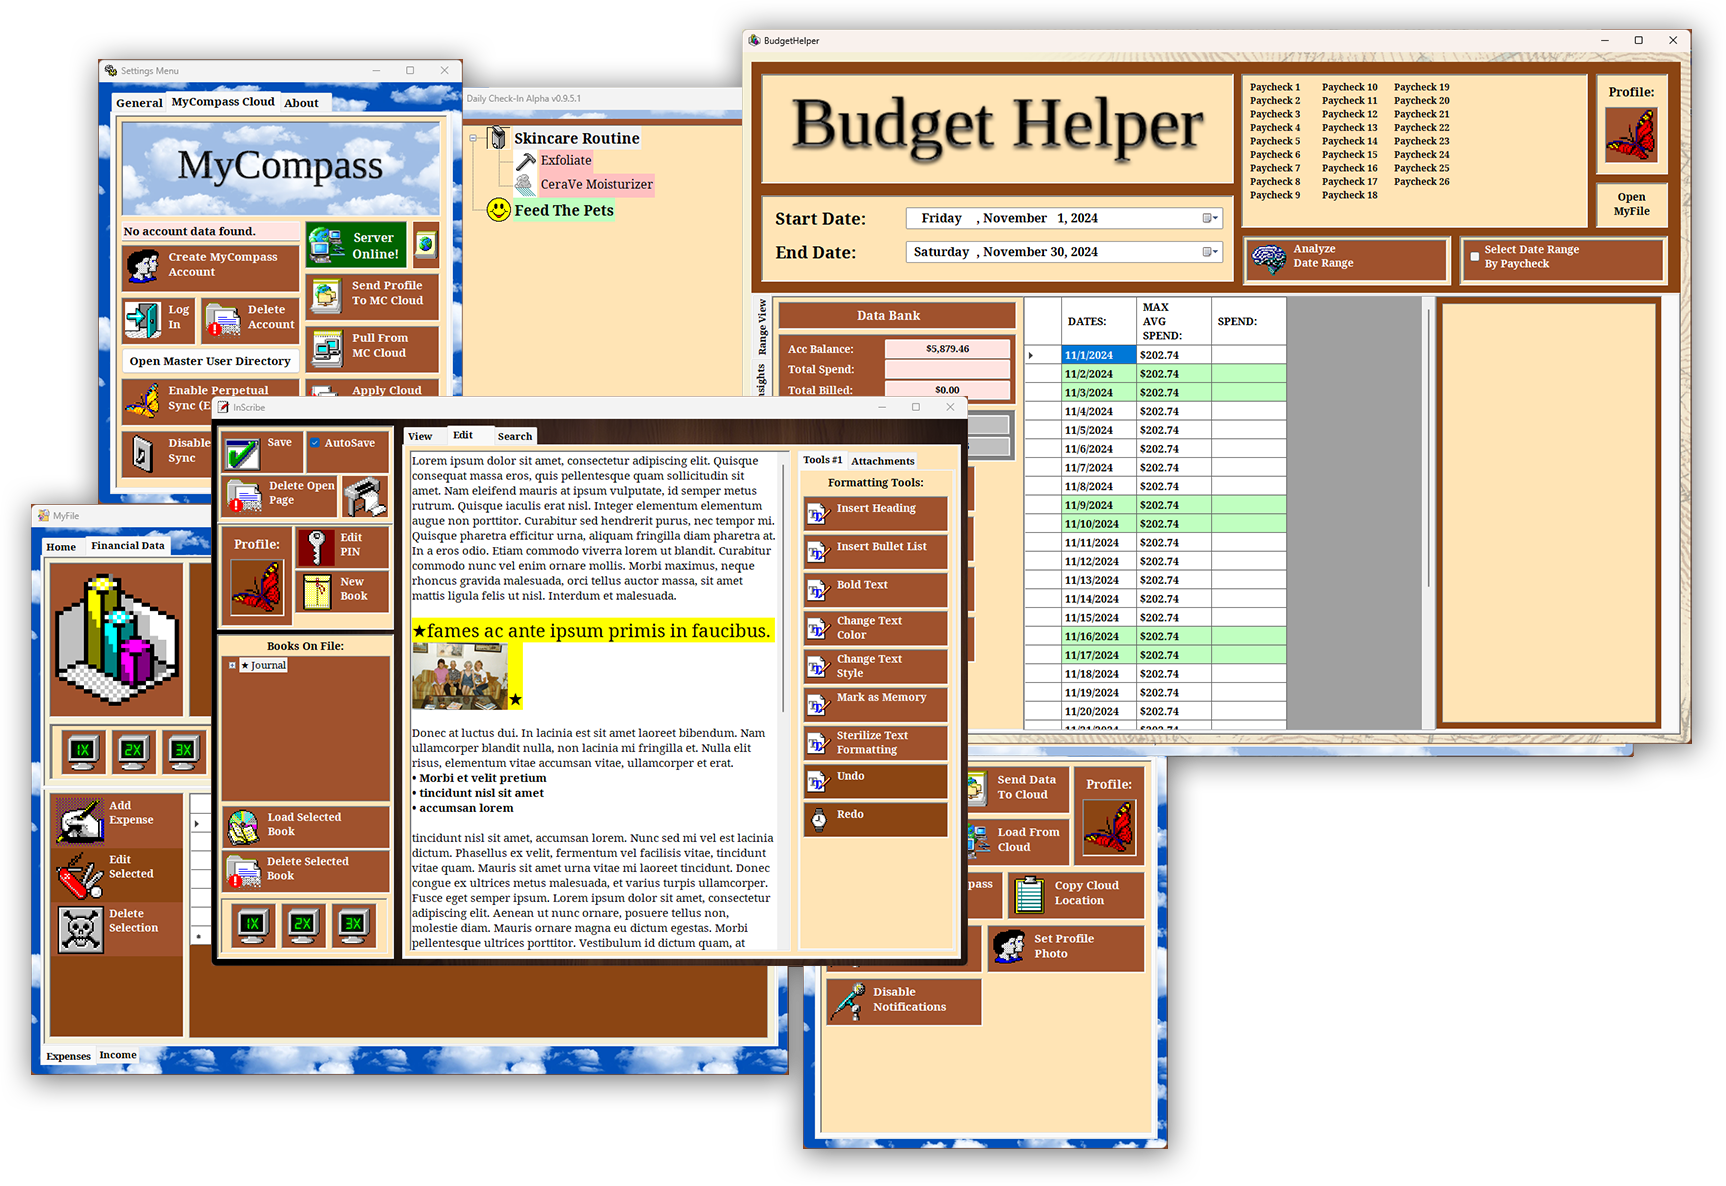 Settings Menu
General MyCompass Cloud About
MyCompass
No account data found.
Create MyCompass
Account
Server
Online!
Log
In
Delete
Account
Send Profile
To MC Cloud
Open Master User Directory
Pull From
MC Cloud
Enable Perpetual
Sync (E
Apply Cloud
Disable
Sync
Daily Check-In Alpha v0.9.5.1
Skincare Routine
Exfoliate
CeraVe Moisturizer
Feed The Pets
BudgetHelper
Budget Helper
Start Date:
Friday , November 1, 2024
End Date:
Saturday , November 30, 2024
Paycheck 1
Paycheck 2
Paycheck 3
Paycheck 4
Paycheck 5
Paycheck 6
Paycheck 7
Paycheck 8
Paycheck 9
Paycheck 10
Paycheck 11
Paycheck 12
Paycheck 13
Paycheck 14
Paycheck 15
Paycheck 16
Paycheck 17
Paycheck 18
Paycheck 19
Paycheck 20
Paycheck 21
Paycheck 22
Paycheck 23
Paycheck 24
Paycheck 25
Paycheck 26
Profile:
Open
MyFile
Analyze
Date Range
Select Date Range
By Paycheck
Range View
Data Bank
Acc Balance: $5,879.46
Total Spend:
Total Billed: $0.00
DATES: MAX AVG SPEND: SPEND:
11/1/2024 $202.74
11/2/2024 $202.74
11/3/2024 $202.74
11/4/2024 $202.74
11/5/2024 $202.74
11/6/2024 $202.74
11/7/2024 $202.74
11/8/2024 $202.74
11/9/2024 $202.74
11/10/2024 $202.74
11/11/2024 $202.74
11/12/2024 $202.74
11/13/2024 $202.74
11/14/2024 $202.74
11/15/2024 $202.74
11/16/2024 $202.74
11/17/2024 $202.74
11/18/2024 $202.74
11/19/2024 $202.74
11/20/2024 $202.74
11/21/2024 $202.74
InScribe
Save
AutoSave
Delete Open
Page
Profile:
Edit
PIN
New
Book
Books On File:
★ Journal
Load Selected
Book
Delete Selected
Book
1X 2X 3X
View Edit Search
Lorem ipsum dolor sit amet, consectetur adipiscing elit. Quisque
consequat massa eros, quis pellentesque quam sollicitudin sit
amet. Nam eleifend mauris at ipsum vulputate, id semper metus
rutrum. Quisque iaculis erat nisl. Integer elementum elementum
augue non porttitor. Curabitur sed hendrerit purus, nec tempor mi.
Quisque pharetra efficitur urna, aliquam fringilla diam pharetra at.
In a eros odio. Etiam commodo viverra lorem ut blandit. Curabitur
commodo nunc vel enim ornare mollis. Morbi maximus, neque
rhoncus gravida malesuada, orci tellus auctor massa, sit amet
mattis ligula felis ut nisl. Interdum et malesuada.
★fames ac ante ipsum primis in faucibus.
★
Donec at luctus dui. In lacinia est sit amet laoreet bibendum. Nam
ullamcorper blandit nulla, non lacinia mi fringilla et. Nulla elit
risus, elementum vitae accumsan vitae, ullamcorper et erat.
• Morbi et velit pretium
• tincidunt nisl sit amet
• accumsan lorem
tincidunt nisl sit amet, accumsan lorem. Nunc sed mi vel est lacinia
dictum. Phasellus ex velit, fermentum vel facilisis vitae, tincidunt
vitae quam. Mauris sit amet urna vitae mi laoreet tincidunt. Donec
congue ex ultrices metus malesuada, et varius turpis ullamcorper.
Fusce eget semper ipsum. Lorem ipsum dolor sit amet, consectetur
adipiscing elit. Aenean ut nunc ornare, posuere tellus non,
molestie diam. Mauris ornare magna eu dictum egestas. Morbi
pellentesque ultrices porttitor. Vestibulum id dictum quam, at
Tools #1 Attachments
Formatting Tools:
Insert Heading
Insert Bullet List
Bold Text
Change Text
Color
Change Text
Style
Mark as Memory
Sterilize Text
Formatting
Undo
Redo
MyFile
Home Financial Data
1X 2X 3X
Add
Expense
Edit
Selected
Delete
Selection
Expenses Income
Send Data
To Cloud
Profile:
Load From
Cloud
pass
Copy Cloud
Location
Set Profile
Photo
Disable
Notifications